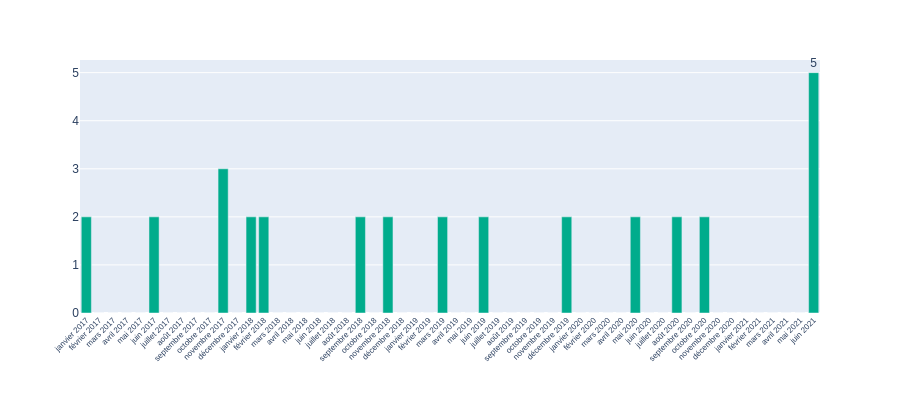 5
5
4
3
2
1
0
janvier 2017
février 2017
mars 2017
avril 2017
mai 2017
juin 2017
juillet 2017
août 2017
septembre 2017
octobre 2017
novembre 2017
décembre 2017
janvier 2018
février 2018
mars 2018
avril 2018
mai 2018
juin 2018
juillet 2018
août 2018
septembre 2018
octobre 2018
novembre 2018
décembre 2018
janvier 2019
février 2019
mars 2019
avril 2019
mai 2019
juin 2019
juillet 2019
août 2019
septembre 2019
octobre 2019
novembre 2019
décembre 2019
janvier 2020
février 2020
mars 2020
avril 2020
mai 2020
juin 2020
juillet 2020
août 2020
septembre 2020
octobre 2020
novembre 2020
décembre 2020
janvier 2021
février 2021
mars 2021
avril 2021
mai 2021
juin 2021